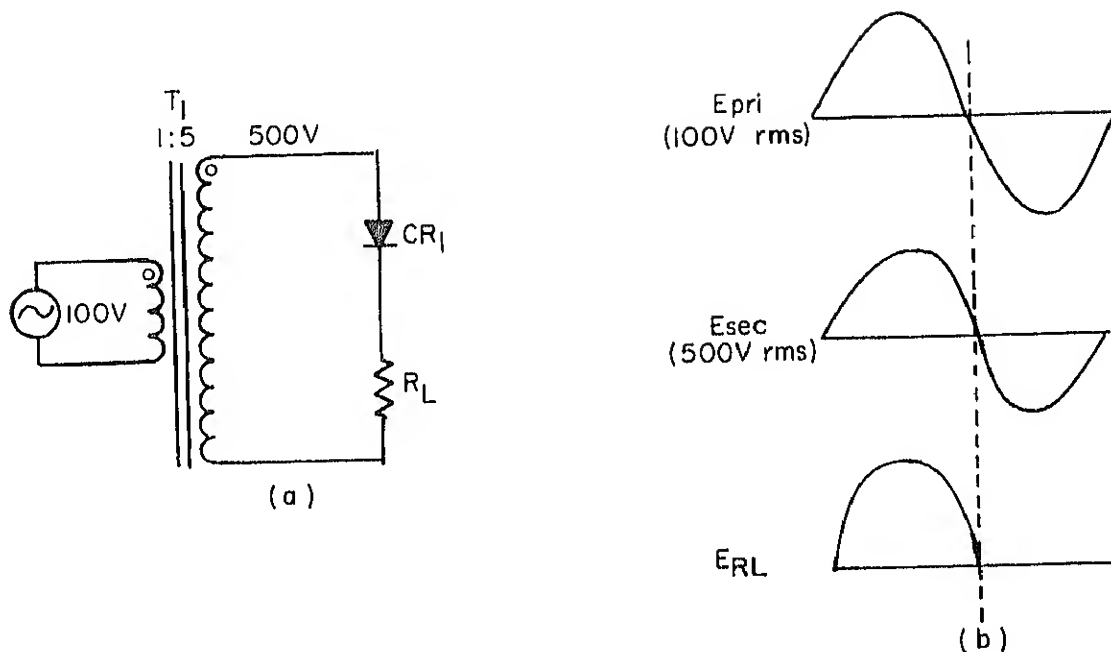 T1
1:5
500V
CR1
100V
RL
(a)
Epri
(100V rms)
Esec
(500V rms)
ERL
(b)